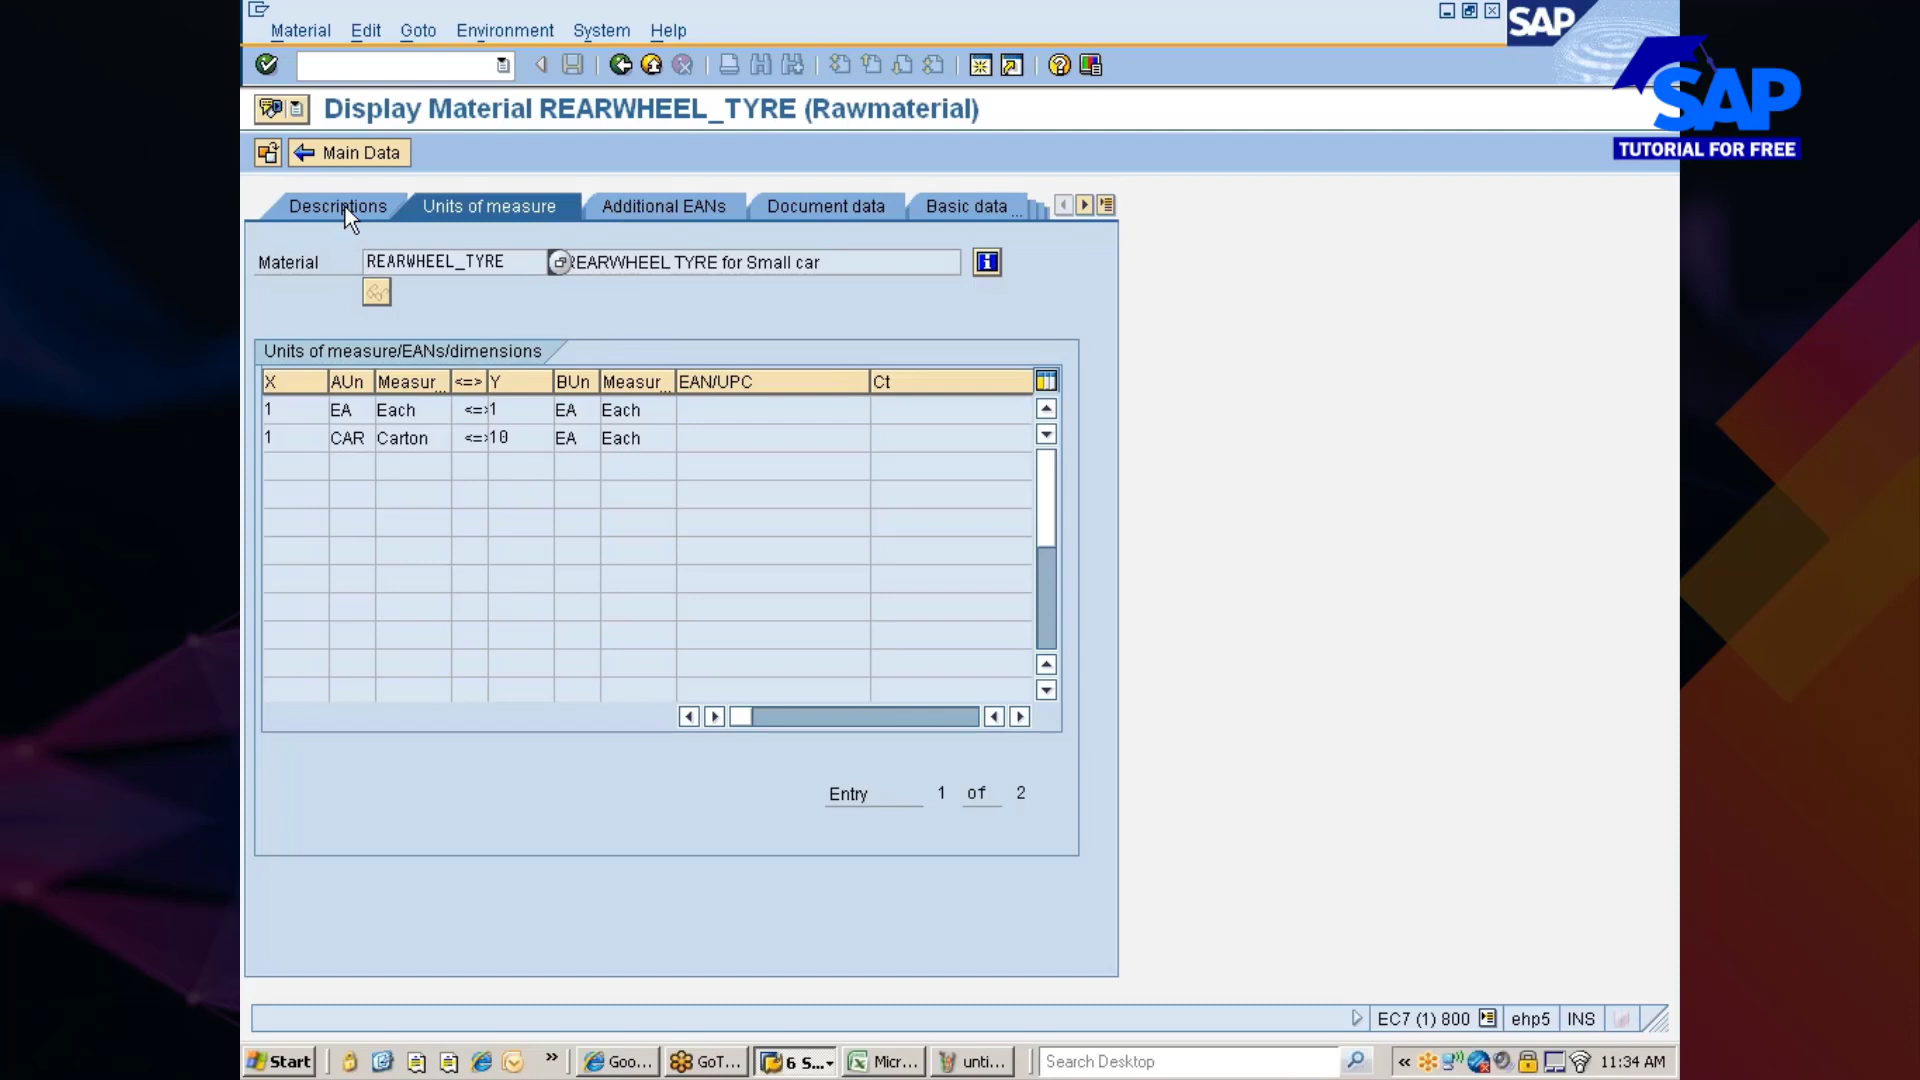 Material Edit Goto Environment System Help
SAP
SAP
TUTORIAL FOR FREE
Display Material REARWHEEL_TYRE (Rawmaterial)
Main Data
Descriptions Units of measure Additional EANs Document data Basic data ...
Material REARWHEEL_TYRE REARWHEEL TYRE for Small car
Units of measure/EANs/dimensions
X AUn Measur... <=> Y BUn Measur... EAN/UPC Ct
1 EA Each <=> 1 EA Each
1 CAR Carton <=> 10 EA Each
Entry 1 of 2
EC7 (1) 800 ehp5 INS
Start » Goo... GoT... 6 S... Micr... unti... Search Desktop « 11:34 AM